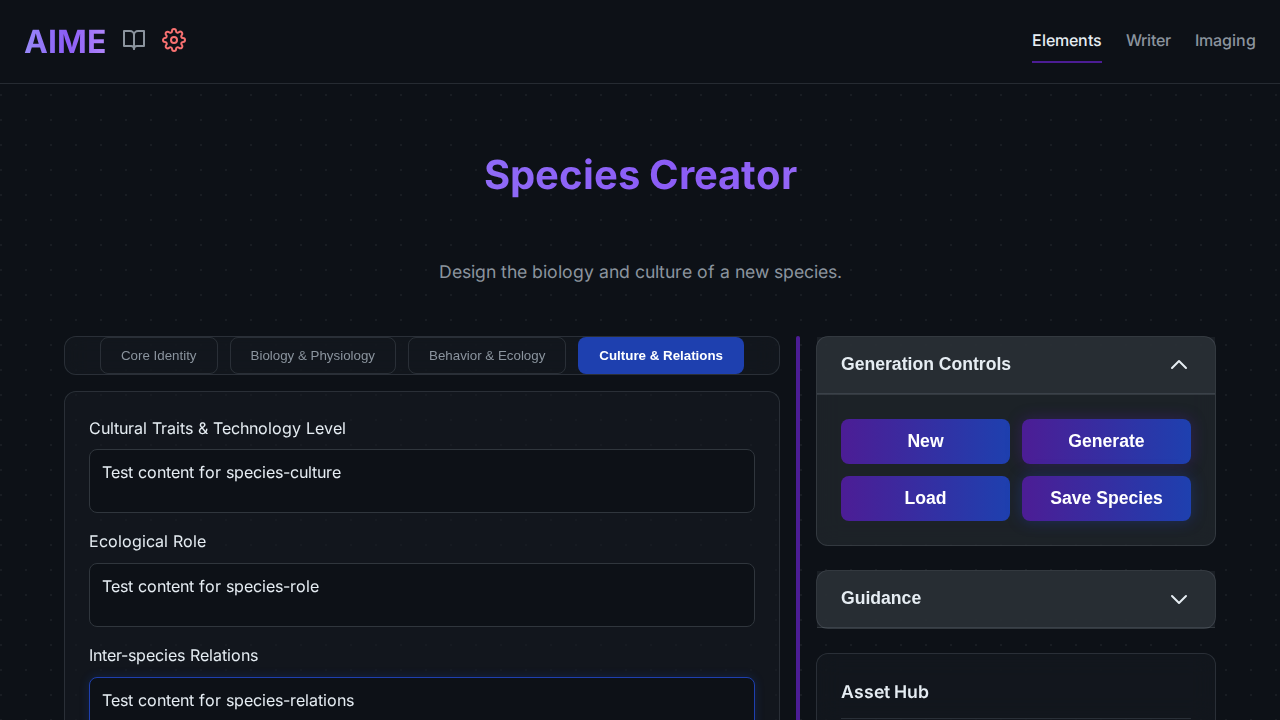 AIME
Elements
Writer
Imaging
Species Creator
Design the biology and culture of a new species.
Core Identity
Biology & Physiology
Behavior & Ecology
Culture & Relations
Cultural Traits & Technology Level
Test content for species-culture
Ecological Role
Test content for species-role
Inter-species Relations
Test content for species-relations
Generation Controls
New
Generate
Load
Save Species
Guidance
Asset Hub